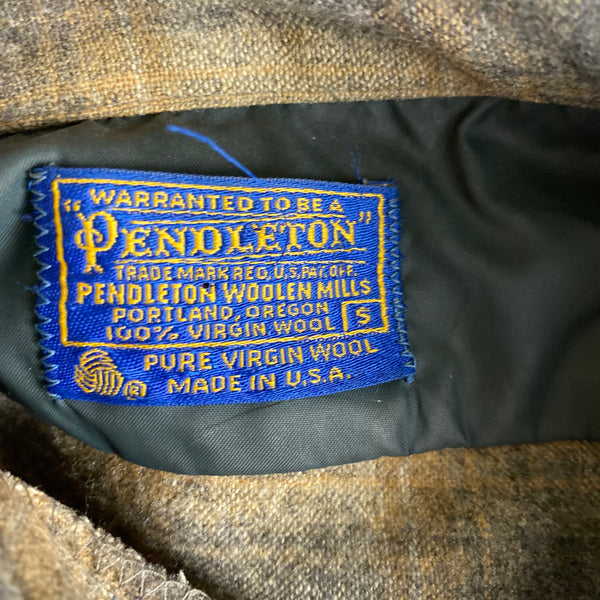 "WARRANTED TO BE A
PENDLETON"
TRADE MARK REG. U.S. PAT. OFF.
PENDLETON WOOLEN MILLS
PORTLAND, OREGON
100% VIRGIN WOOL S
PURE VIRGIN WOOL
® MADE IN U.S.A.